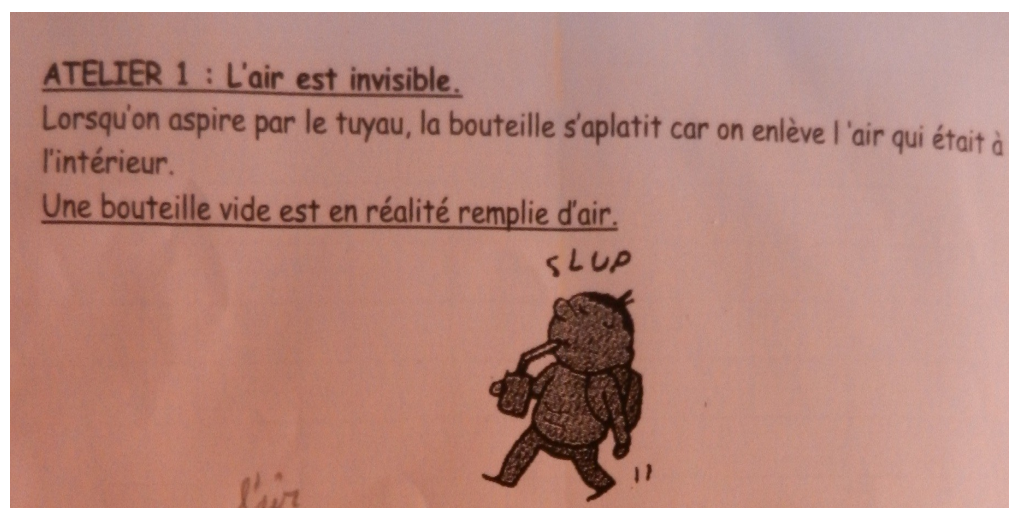 ATELIER 1 : L'air est invisible.
Lorsqu'on aspire par le tuyau, la bouteille s'aplatit car on enlève l 'air qui était à
l'intérieur.
Une bouteille vide est en réalité remplie d'air.
SLUP
l'air